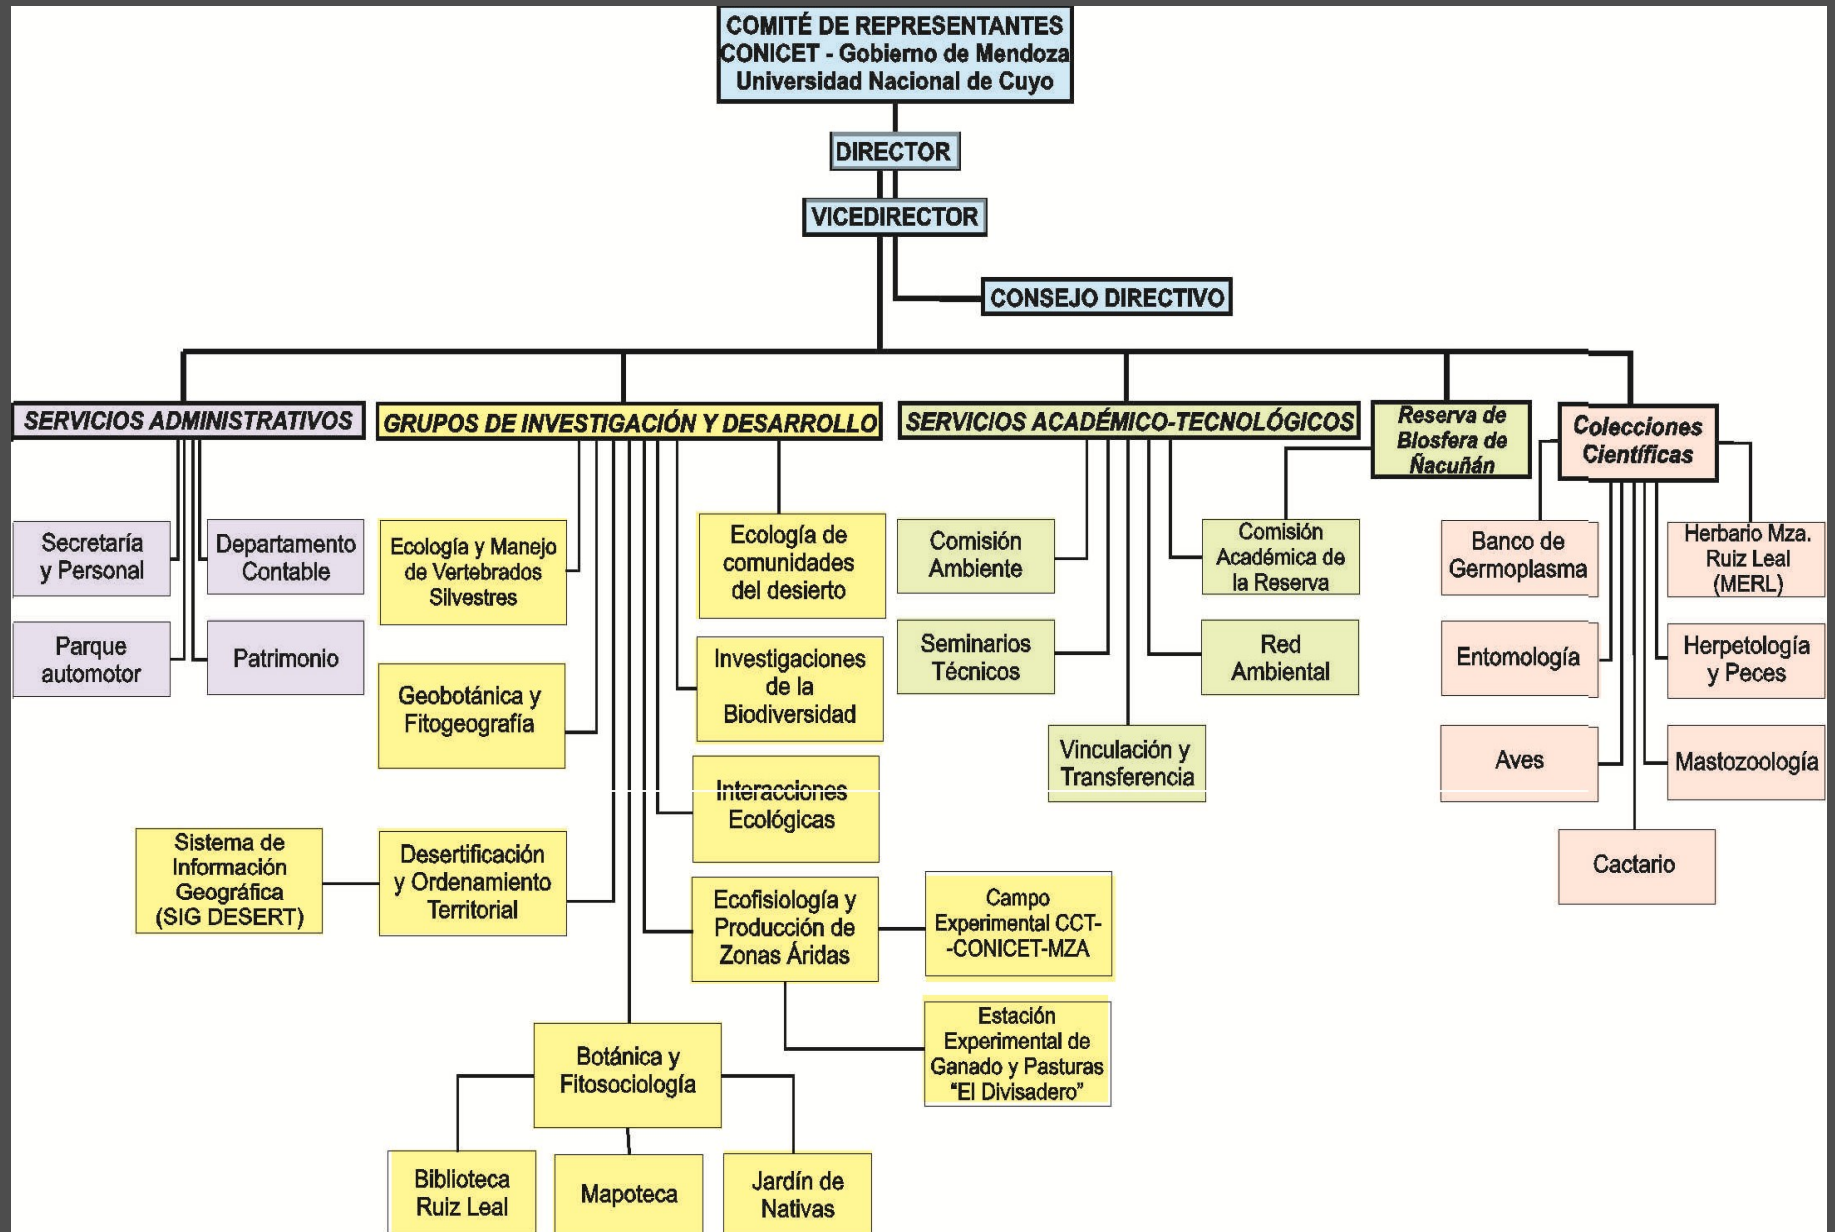 COMITÉ DE REPRESENTANTES
CONICET - Gobierno de Mendoza
Universidad Nacional de Cuyo
DIRECTOR
VICEDIRECTOR
CONSEJO DIRECTIVO
SERVICIOS ADMINISTRATIVOS
GRUPOS DE INVESTIGACIÓN Y DESARROLLO
SERVICIOS ACADÉMICO-TECNOLÓGICOS
Reserva de
Biosfera de
Ñacuñán
Colecciones
Científicas
Secretaría
y Personal
Departamento
Contable
Parque
automotor
Patrimonio
Ecología y Manejo
de Vertebrados
Silvestres
Ecología de
comunidades
del desierto
Geobotánica y
Fitogeografía
Investigaciones
de la
Biodiversidad
Interacciones
Ecológicas
Sistema de
Información
Geográfica
(SIG DESERT)
Desertificación
y Ordenamiento
Territorial
Ecofisiología y
Producción de
Zonas Áridas
Campo
Experimental CCT-
-CONICET-MZA
Estación
Experimental de
Ganado y Pasturas
"El Divisadero"
Botánica y
Fitosociología
Biblioteca
Ruiz Leal
Mapoteca
Jardín de
Nativas
Comisión
Ambiente
Comisión
Académica de
la Reserva
Seminarios
Técnicos
Red
Ambiental
Vinculación y
Transferencia
Banco de
Germoplasma
Herbario Mza.
Ruiz Leal
(MERL)
Entomología
Herpetología
y Peces
Aves
Mastozoología
Cactario